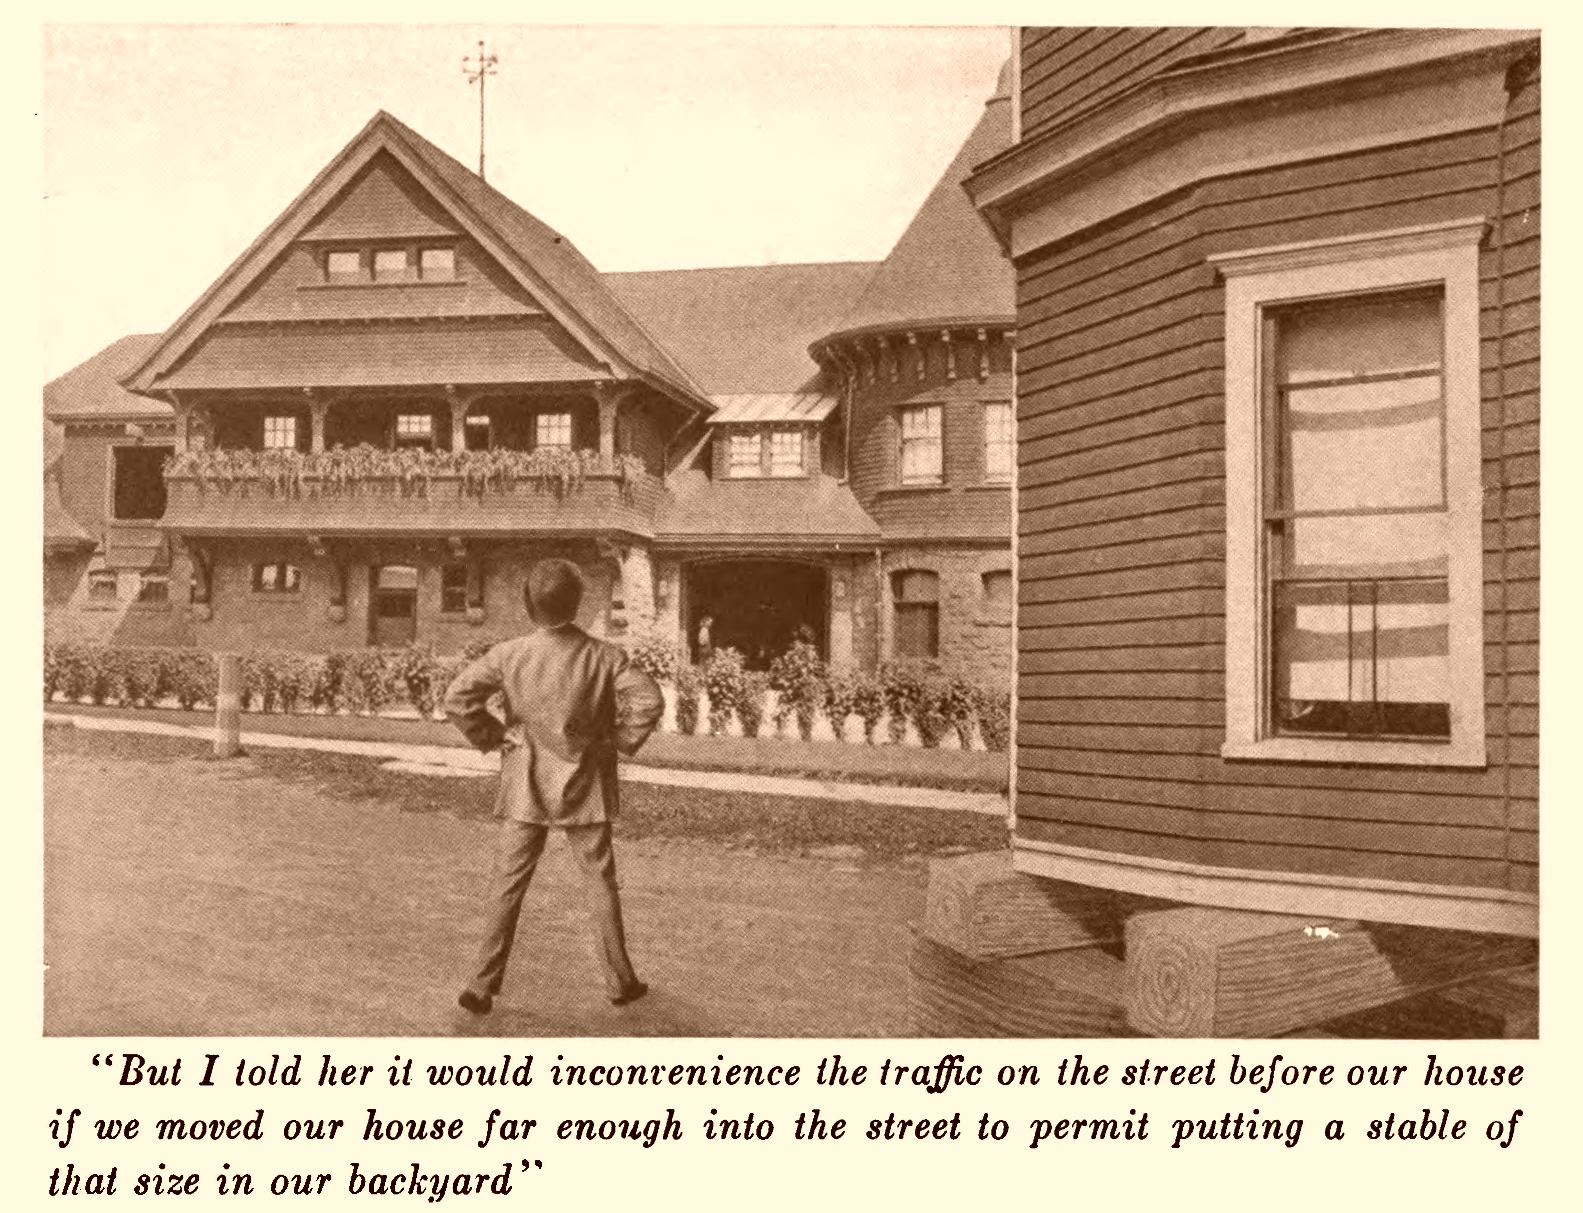 “But I told her it would inconvenience the traffic on the street before our house
if we moved our house far enough into the street to permit putting a stable of
that size in our backyard”